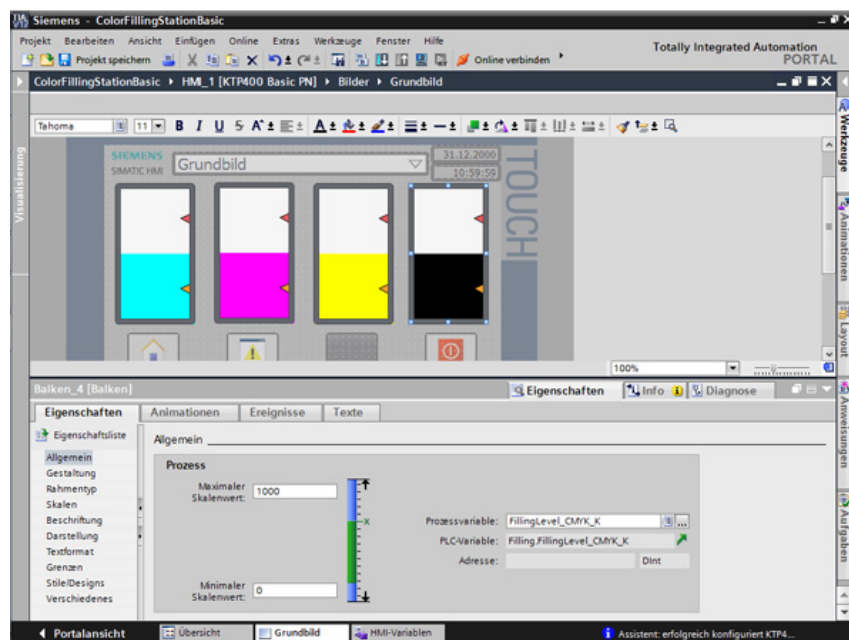 Siemens - ColorFillingStationBasic
Projekt Bearbeiten Ansicht Einfügen Online Extras Werkzeuge Fenster Hilfe
Totally Integrated Automation
PORTAL
Projekt speichern
Online verbinden
ColorFillingStationBasic ▸ HMI_1 [KTP400 Basic PN] ▸ Bilder ▸ Grundbild
Tahoma 11 B I U S A
SIEMENS
SIMATIC HMI
Grundbild
31.12.2000
10:59:59
TOUCH
Visualisierung
Werkzeuge
Animationen
Layout
Anweisungen
Aufgaben
100%
Balken_4 [Balken]
Eigenschaften Info Diagnose
Eigenschaften Animationen Ereignisse Texte
Eigenschaftsliste
Allgemein
Gestaltung
Rahmentyp
Skalen
Beschriftung
Darstellung
Textformat
Grenzen
Stile/Designs
Verschiedenes
Allgemein
Prozess
Maximaler
Skalenwert: 1000
Prozessvariable: FillingLevel_CMYK_K
PLC-Variable: Filling.FillingLevel_CMYK_K
Adresse: DInt
Minimaler
Skalenwert: 0
Portalansicht Übersicht Grundbild HMI-Variablen
Assistent: erfolgreich konfiguriert KTP4...